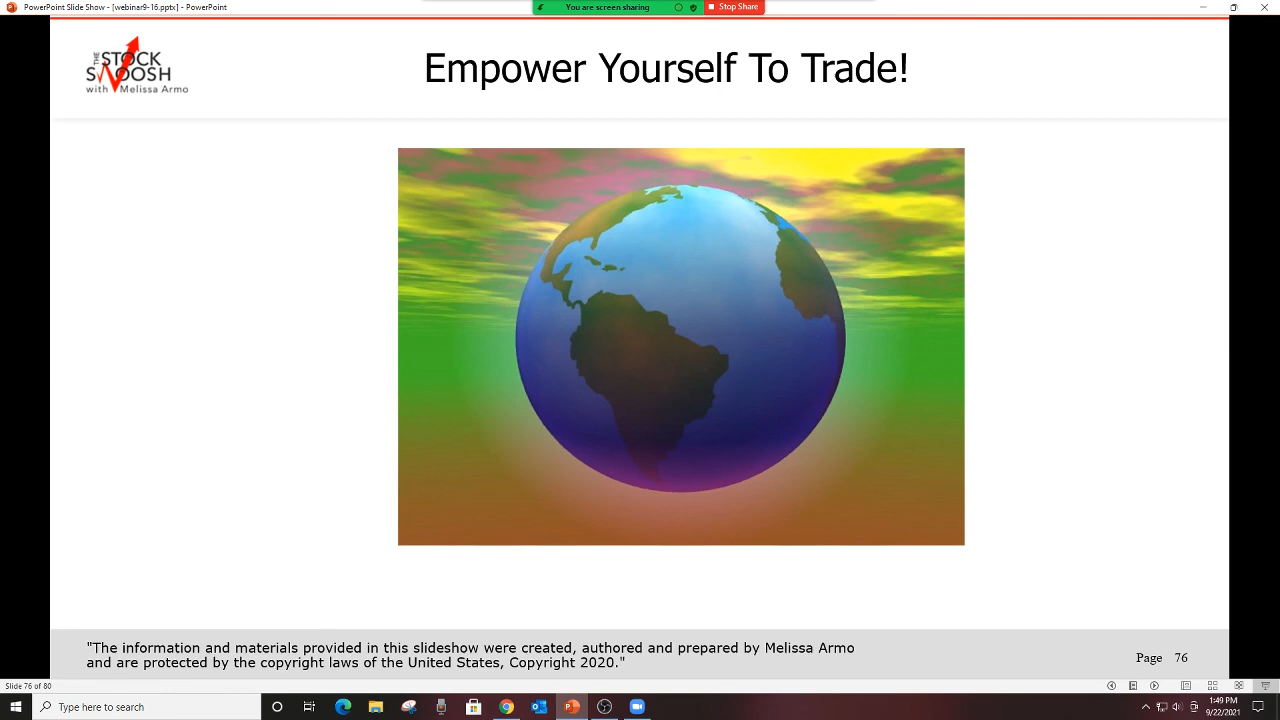 PowerPoint Slide Show - [webinar9-16.pptx] - PowerPoint
You are screen sharing
Stop Share
THE
STOCK
SWOOSH
with Melissa Armo
Empower Yourself To Trade!
"The information and materials provided in this slideshow were created, authored and prepared by Melissa Armo
and are protected by the copyright laws of the United States, Copyright 2020."
Page 76
Slide 76 of 80
Type here to search
1:49 PM
9/22/2021